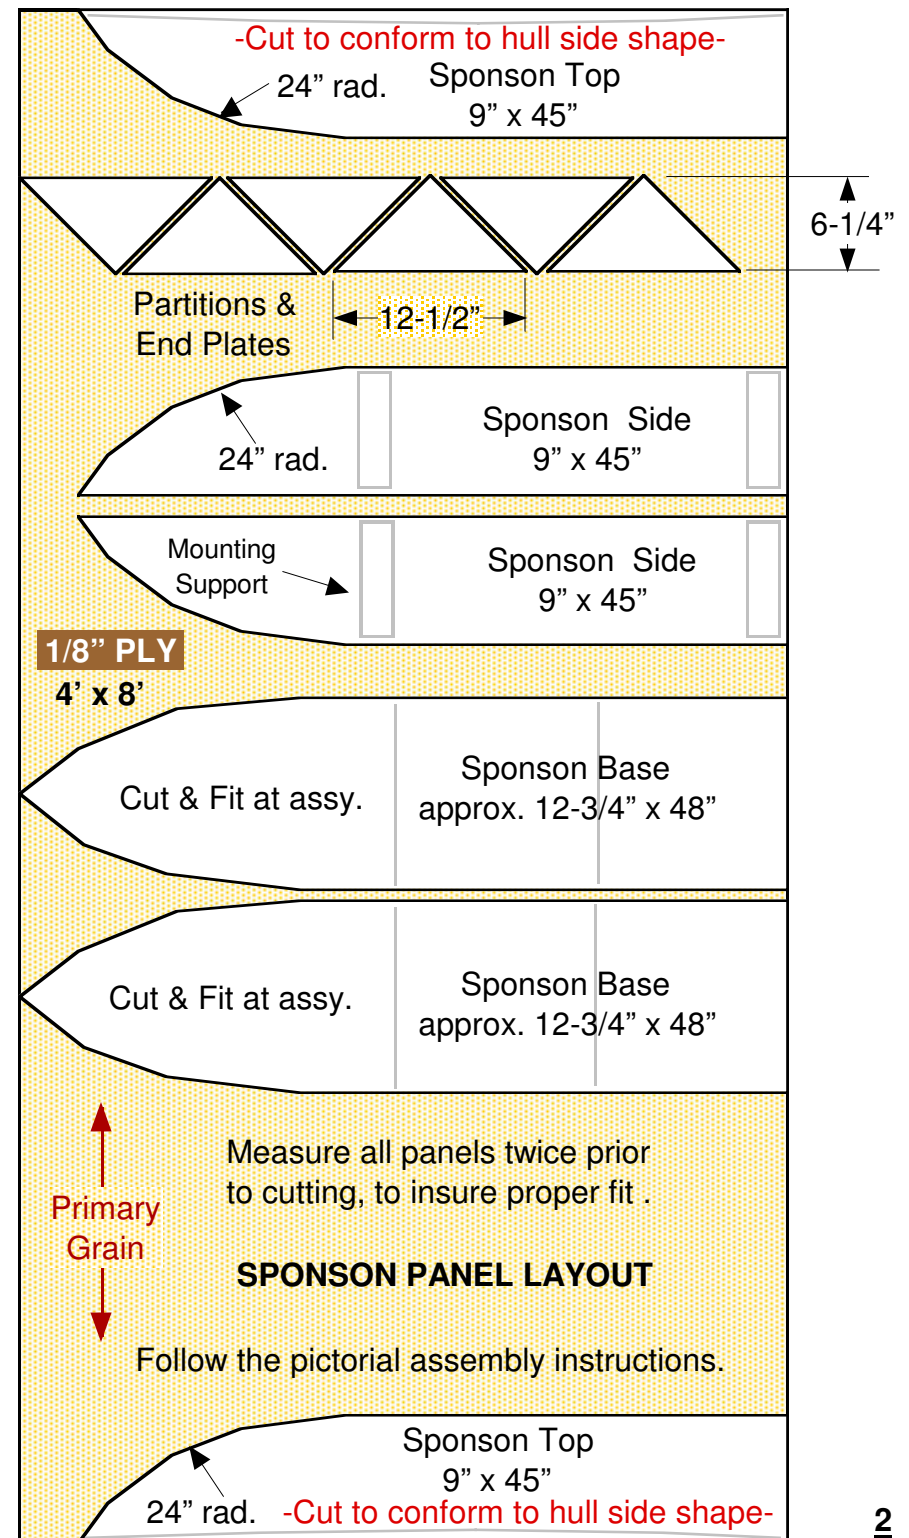 -Cut to conform to hull side shape-
24” rad.
Sponson Top
9” x 45”
6-1/4”
Partitions &
End Plates
12-1/2”
Sponson Side
9” x 45”
24” rad.
Mounting
Support
Sponson Side
9” x 45”
1/8” PLY
4’ x 8’
Cut & Fit at assy.
Sponson Base
approx. 12-3/4” x 48”
Cut & Fit at assy.
Sponson Base
approx. 12-3/4” x 48”
Primary
Grain
Measure all panels twice prior
to cutting, to insure proper fit .
SPONSON PANEL LAYOUT
Follow the pictorial assembly instructions.
Sponson Top
9” x 45”
24” rad.
-Cut to conform to hull side shape-
2